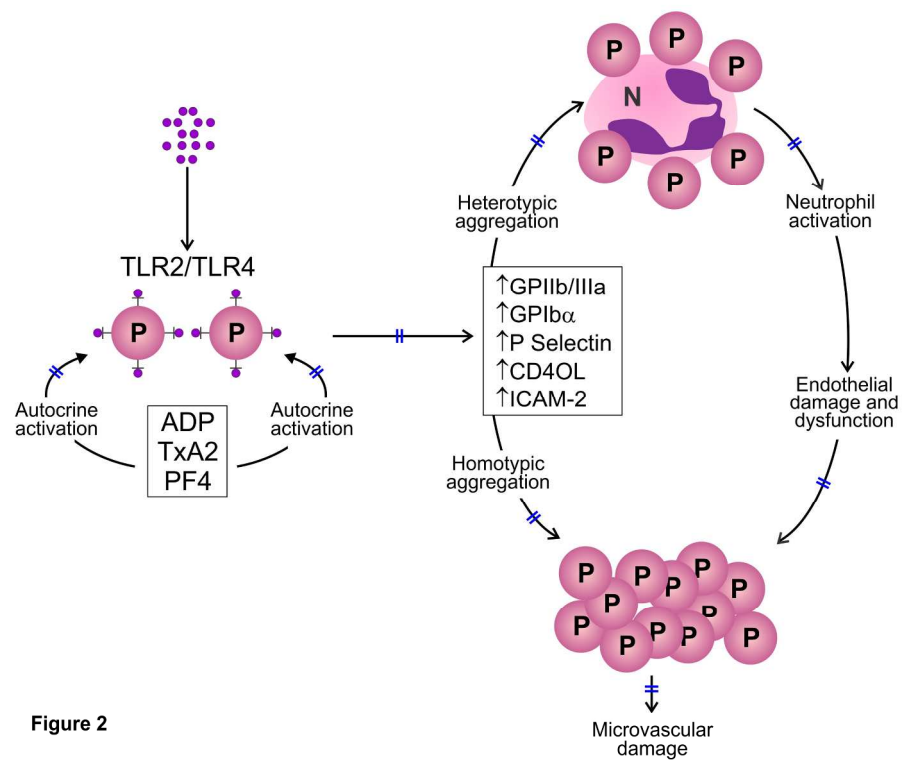 P
P
P
N
P
P
P
TLR2/TLR4
P
P
Autocrine
activation
Autocrine
activation
ADP
TxA2
PF4
Heterotypic
aggregation
↑GPIIb/IIIa
↑GPIbα
↑P Selectin
↑CD4OL
↑ICAM-2
Homotypic
aggregation
Neutrophil
activation
Endothelial
damage and
dysfunction
P
P
P
P
P
P
P
P
P
P
P
P
Microvascular
damage
Figure 2